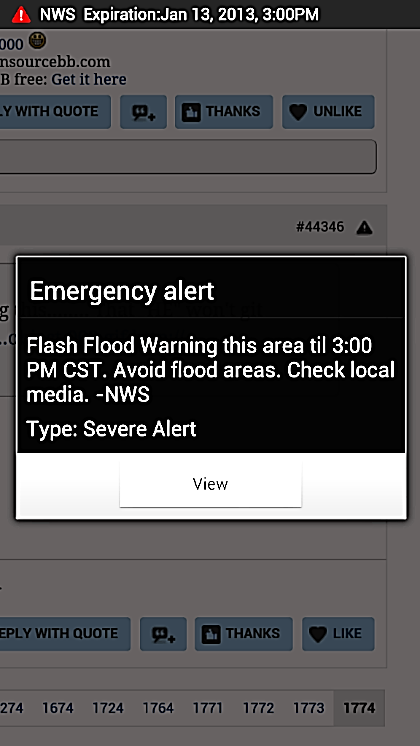 NWS Expiration:Jan 13, 2013, 3:00PM
000
nsourcebb.com
B free: Get it here
LY WITH QUOTE THANKS UNLIKE
#44346
Emergency alert
Flash Flood Warning this area til 3:00
PM CST. Avoid flood areas. Check local
media. -NWS
Type: Severe Alert
View
EPLY WITH QUOTE THANKS LIKE
274 1674 1724 1764 1771 1772 1773 1774